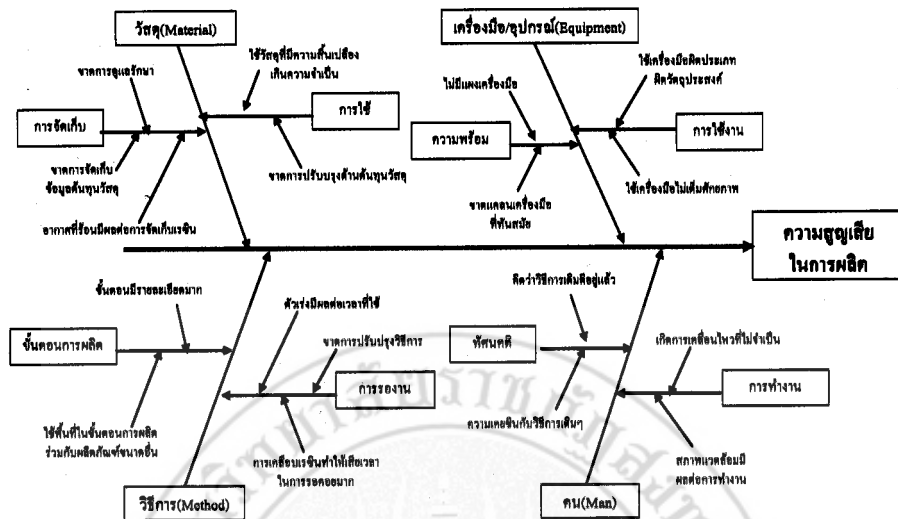 วัสดุ(Material)
เครื่องมือ/อุปกรณ์(Equipment)
ขาดการดูแลรักษา
ใช้วัสดุที่มีความสิ้นเปลือง
เกินความจำเป็น
การจัดเก็บ
การใช้
ขาดการจัดเก็บ
ข้อมูลต้นทุนวัสดุ
ขาดการปรับปรุงด้านต้นทุนวัสดุ
อากาศที่ร้อนมีผลต่อการจัดเก็บเรซิน
ไม่มีแผงเครื่องมือ
ใช้เครื่องมือผิดประเภท
ผิดวัตถุประสงค์
ความพร้อม
การใช้งาน
ขาดแคลนเครื่องมือ
ที่ทันสมัย
ใช้เครื่องมือไม่เต็มศักยภาพ
ความสูญเสีย
ในการผลิต
ขั้นตอนมีรายละเอียดมาก
ตัวเร่งมีผลต่อเวลาที่ใช้
ขั้นตอนการผลิต
ขาดการปรับปรุงวิธีการ
การรองาน
ใช้พื้นที่ในขั้นตอนการผลิต
ร่วมกับผลิตภัณฑ์ขนาดอื่น
การเคลือบเรซินทำให้เสียเวลา
ในการรอคอยมาก
วิธีการ(Method)
คิดว่าวิธีการเดิมดีอยู่แล้ว
ทัศนคติ
เกิดการเคลื่อนไหวที่ไม่จำเป็น
การทำงาน
ความเคยชินกับวิธีการเดิมๆ
สภาพแวดล้อมมี
ผลต่อการทำงาน
คน(Man)